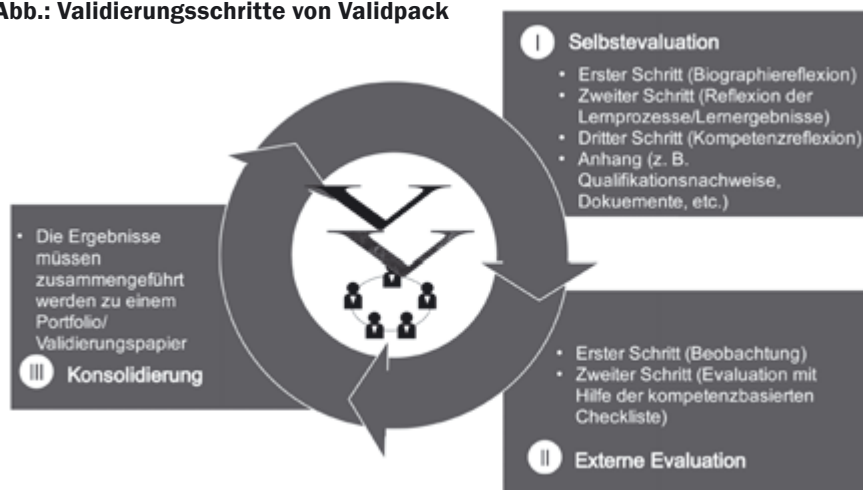 Abb.: Validierungsschritte von Validpack
I Selbstevaluation
• Erster Schritt (Biographiereflexion)
• Zweiter Schritt (Reflexion der
Lernprozesse/Lernergebnisse)
• Dritter Schritt (Kompetenzreflexion)
• Anhang (z. B.
Qualifikationsnachweise,
Dokuemente, etc.)
• Erster Schritt (Beobachtung)
• Zweiter Schritt (Evaluation mit
Hilfe der kompetenzbasierten
Checkliste)
II Externe Evaluation
• Die Ergebnisse
müssen
zusammengeführt
werden zu einem
Portfolio/
Validierungspapier
III Konsolidierung